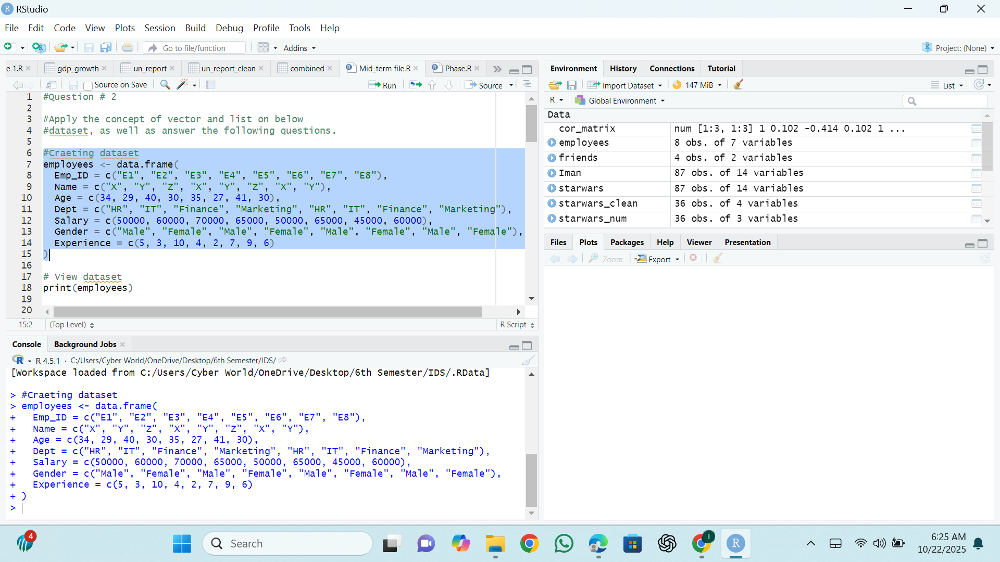 RStudio
File Edit Code View Plots Session Build Debug Profile Tools Help
Go to file/function Addins Project: (None)
e 1.R gdp_growth un_report un_report_clean combined Mid_term file.R Phase.R
Source on Save Run Source
1 #Question # 2
2
3 #Apply the concept of vector and list on below
4 #dataset, as well as answer the following questions.
5
6 #Craeting dataset
7 employees <- data.frame(
8 Emp_ID = c("E1", "E2", "E3", "E4", "E5", "E6", "E7", "E8"),
9 Name = c("X", "Y", "Z", "X", "Y", "Z", "X", "Y"),
10 Age = c(34, 29, 40, 30, 35, 27, 41, 30),
11 Dept = c("HR", "IT", "Finance", "Marketing", "HR", "IT", "Finance", "Marketing"),
12 Salary = c(50000, 60000, 70000, 65000, 50000, 65000, 45000, 60000),
13 Gender = c("Male", "Female", "Male", "Female", "Male", "Female", "Male", "Female"),
14 Experience = c(5, 3, 10, 4, 2, 7, 9, 6)
15 )
16
17 # View dataset
18 print(employees)
19
20
15:2 (Top Level) R Script
Console Background Jobs
R 4.5.1 · C:/Users/Cyber World/OneDrive/Desktop/6th Semester/IDS/
[Workspace loaded from C:/Users/Cyber World/OneDrive/Desktop/6th Semester/IDS/.RData]
> #Craeting dataset
> employees <- data.frame(
+ Emp_ID = c("E1", "E2", "E3", "E4", "E5", "E6", "E7", "E8"),
+ Name = c("X", "Y", "Z", "X", "Y", "Z", "X", "Y"),
+ Age = c(34, 29, 40, 30, 35, 27, 41, 30),
+ Dept = c("HR", "IT", "Finance", "Marketing", "HR", "IT", "Finance", "Marketing"),
+ Salary = c(50000, 60000, 70000, 65000, 50000, 65000, 45000, 60000),
+ Gender = c("Male", "Female", "Male", "Female", "Male", "Female", "Male", "Female"),
+ Experience = c(5, 3, 10, 4, 2, 7, 9, 6)
+ )
>
Environment History Connections Tutorial
Import Dataset 147 MiB List
R Global Environment
Data
cor_matrix num [1:3, 1:3] 1 0.102 -0.414 0.102 1 ...
employees 8 obs. of 7 variables
friends 4 obs. of 2 variables
Iman 87 obs. of 14 variables
starwars 87 obs. of 14 variables
starwars_clean 36 obs. of 4 variables
starwars_num 36 obs. of 3 variables
Files Plots Packages Help Viewer Presentation
Zoom Export
4
Search
6:25 AM
10/22/2025